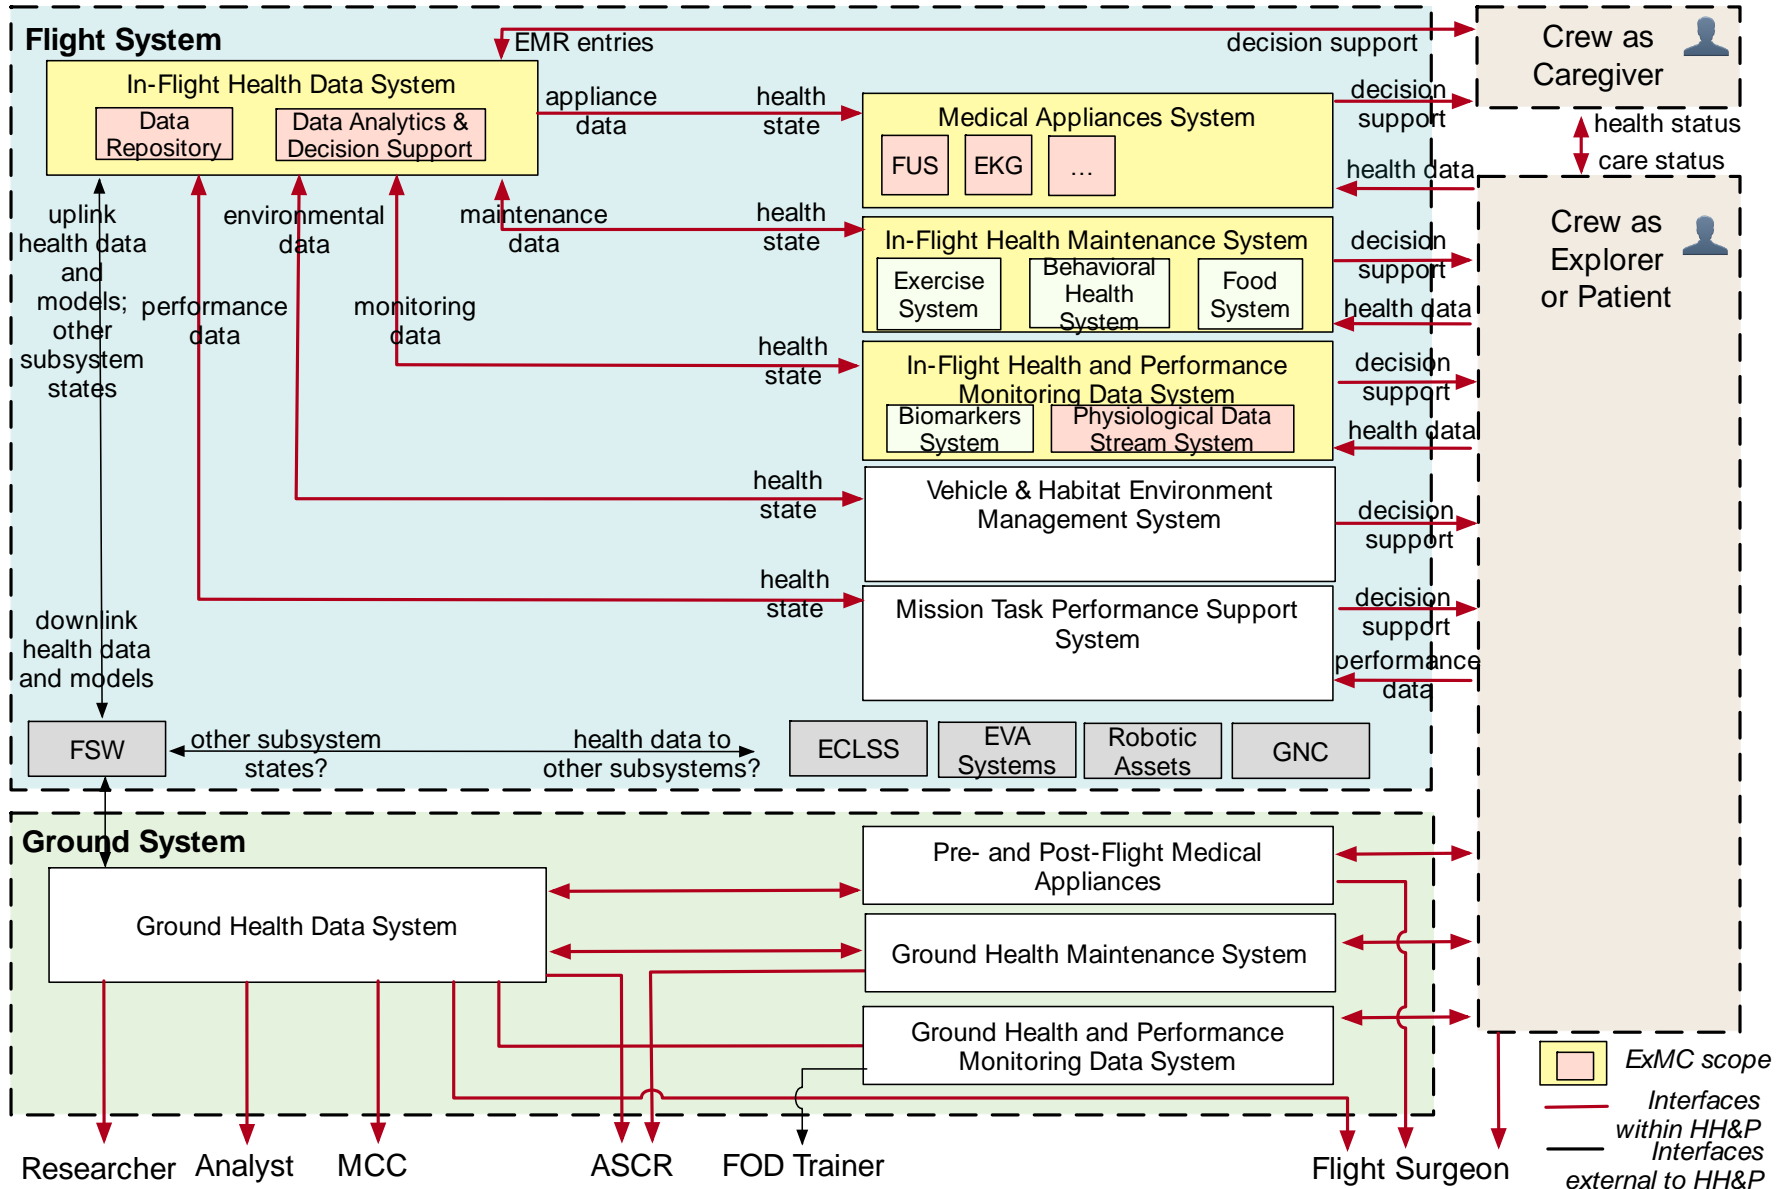 Flight System
EMR entries
decision support
Crew as
Caregiver
In-Flight Health Data System
Data
Repository
Data Analytics &
Decision Support
appliance
data
health
state
Medical Appliances System
FUS
EKG
...
decision
support
health status
care status
health data
uplink
health data
and
models;
other
subsystem
states
environmental
data
maintenance
data
health
state
In-Flight Health Maintenance System
Exercise
System
Behavioral
Health
System
Food
System
decision
support
health data
Crew as
Explorer
or Patient
performance
data
monitoring
data
health
state
In-Flight Health and Performance
Monitoring Data System
Biomarkers
System
Physiological Data
Stream System
decision
support
health data
health
state
Vehicle & Habitat Environment
Management System
decision
support
health
state
Mission Task Performance Support
System
decision
support
performance
data
downlink
health data
and models
FSW
other subsystem
states?
health data to
other subsystems?
ECLSS
EVA
Systems
Robotic
Assets
GNC
Ground System
Ground Health Data System
Pre- and Post-Flight Medical
Appliances
Ground Health Maintenance System
Ground Health and Performance
Monitoring Data System
ExMC scope
Interfaces
within HH&P
Interfaces
external to HH&P
Researcher
Analyst
MCC
ASCR
FOD Trainer
Flight Surgeon